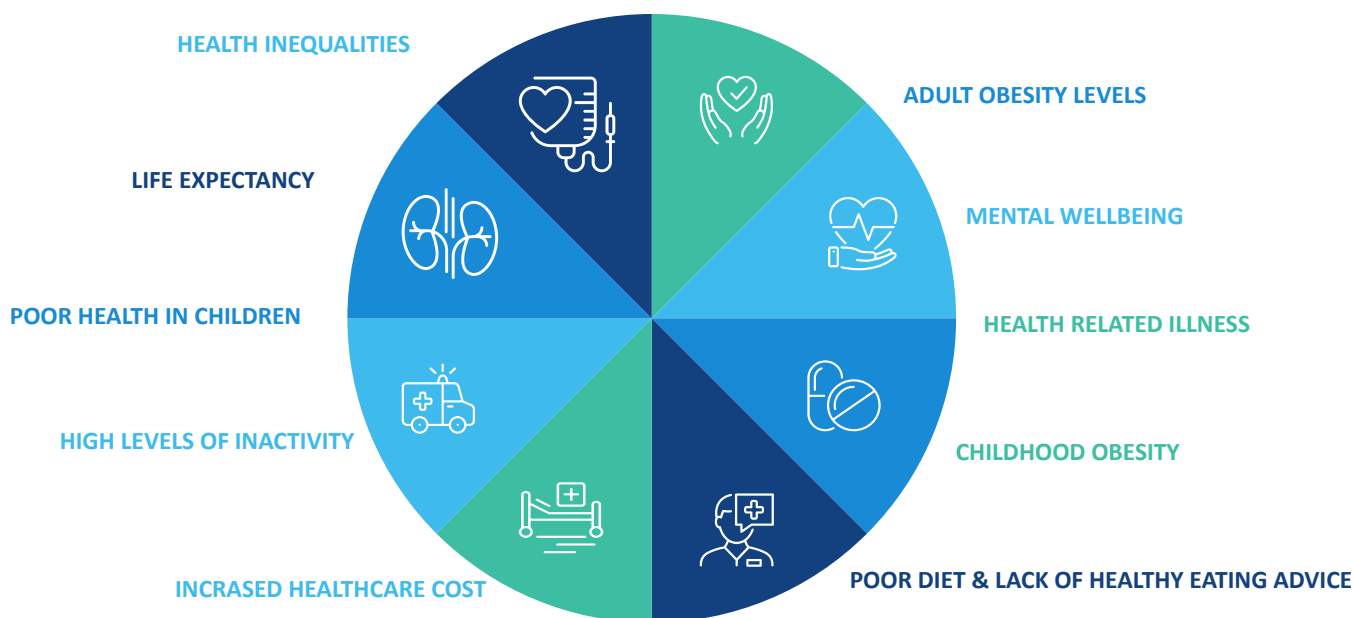 HEALTH INEQUALITIES
ADULT OBESITY LEVELS
LIFE EXPECTANCY
MENTAL WELLBEING
POOR HEALTH IN CHILDREN
HEALTH RELATED ILLNESS
HIGH LEVELS OF INACTIVITY
CHILDHOOD OBESITY
INCRASED HEALTHCARE COST
POOR DIET & LACK OF HEALTHY EATING ADVICE